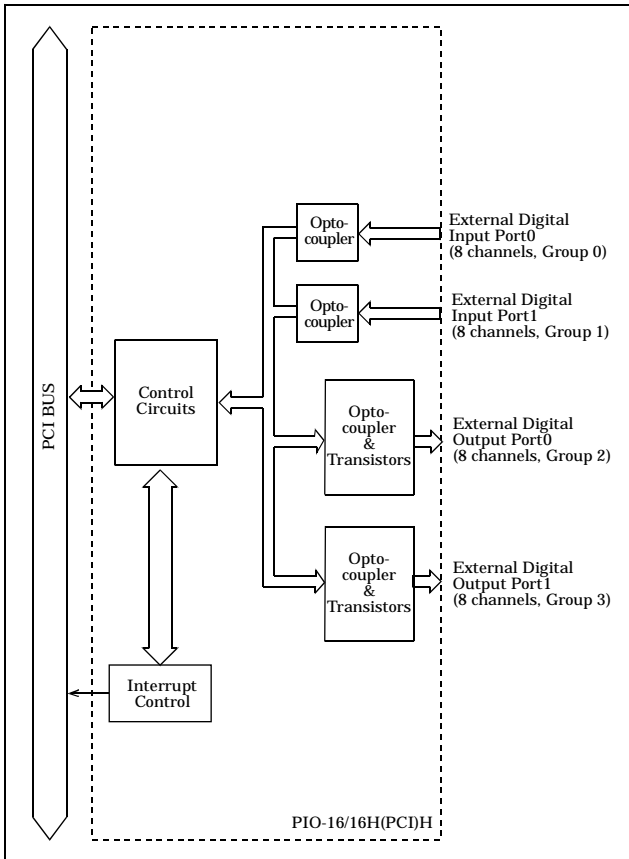 Opto-
coupler
External Digital
Input Port0
(8 channels, Group 0)
Opto-
coupler
External Digital
Input Port1
(8 channels, Group 1)
PCI BUS
Control
Circuits
Opto-
coupler
&
Transistors
External Digital
Output Port0
(8 channels, Group 2)
Opto-
coupler
&
Transistors
External Digital
Output Port1
(8 channels, Group 3)
Interrupt
Control
PIO-16/16H(PCI)H